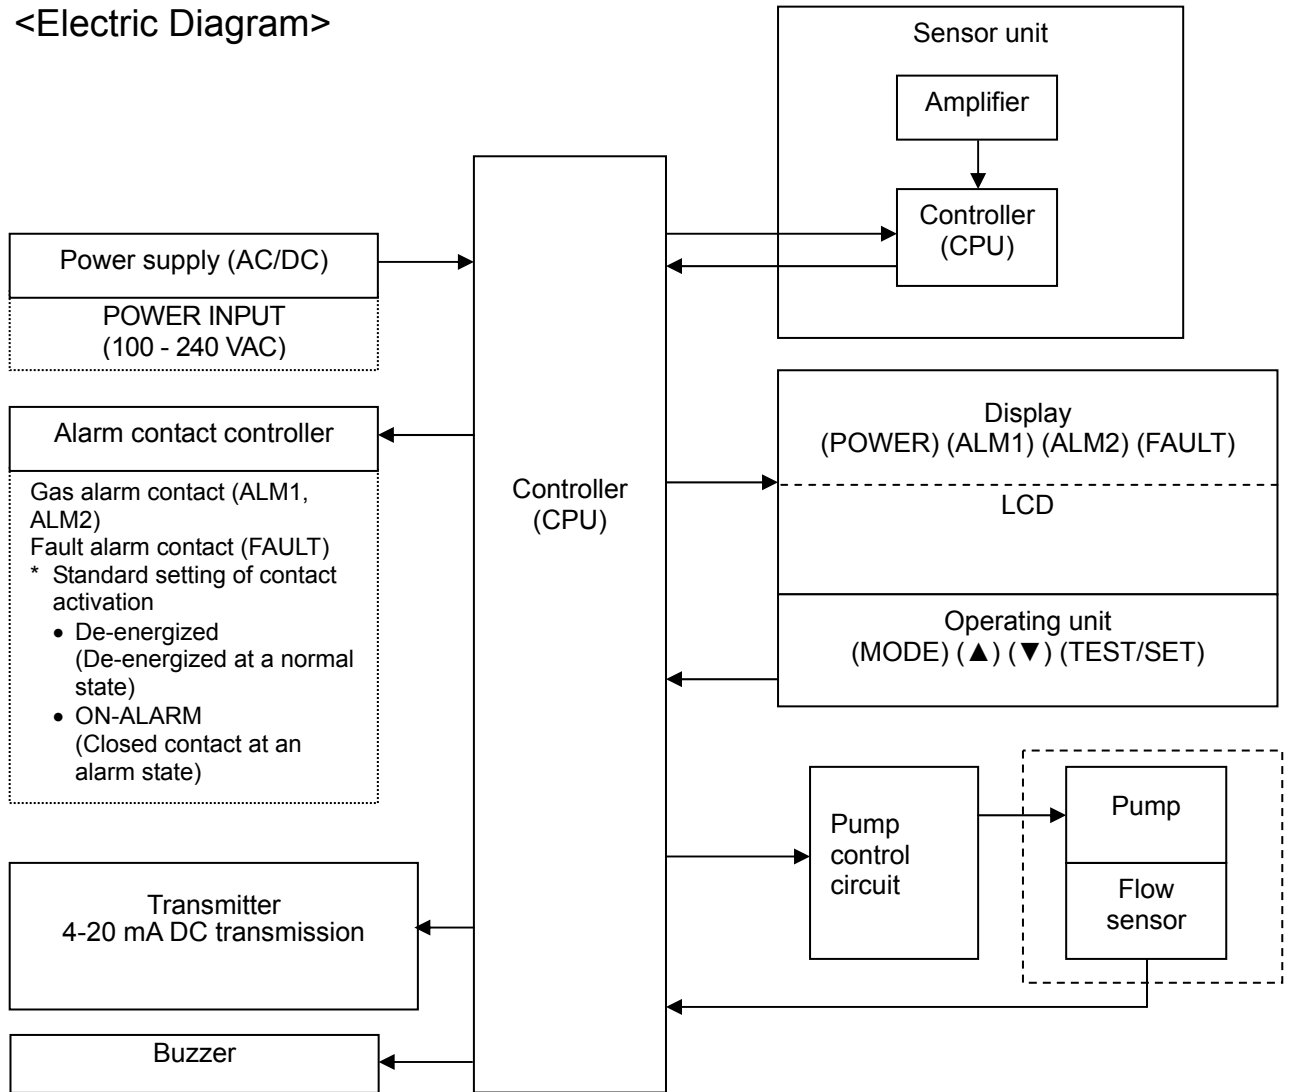 <Electric Diagram>
Sensor unit
Amplifier
Controller
(CPU)
Power supply (AC/DC)
POWER INPUT
(100 - 240 VAC)
Alarm contact controller
Gas alarm contact (ALM1,
ALM2)
Fault alarm contact (FAULT)
* Standard setting of contact
activation
• De-energized
(De-energized at a normal
state)
• ON-ALARM
(Closed contact at an
alarm state)
Transmitter
4-20 mA DC transmission
Buzzer
Controller
(CPU)
Display
(POWER) (ALM1) (ALM2) (FAULT)
LCD
Operating unit
(MODE) (▲) (▼) (TEST/SET)
Pump
control
circuit
Pump
Flow
sensor